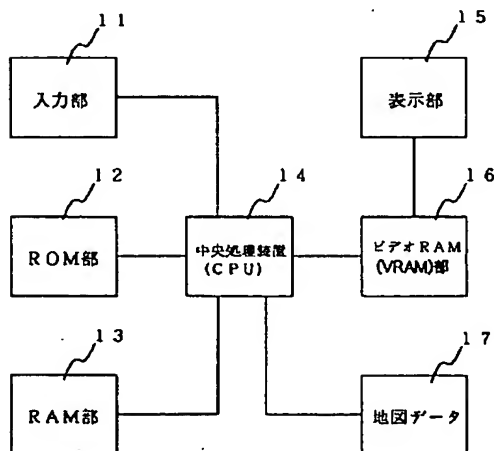 11
入力部
15
表示部
12
ROM部
14
中央処理装置
(CPU)
16
ビデオRAM
(VRAM)部
13
RAM部
17
地図データ